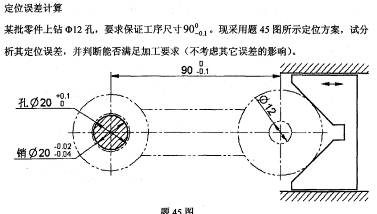 定位误差计算
某批零件上钻Φ12孔，要求保证工序尺寸90 0 -0.1。现采用题45图所示定位方案，试分
析其定位误差，并判断能否满足加工要求（不考虑其它误差的影响）。
90 0 -0.1
孔Ø20 +0.1 0
Ø12
销Ø20 -0.02 -0.04
题45图